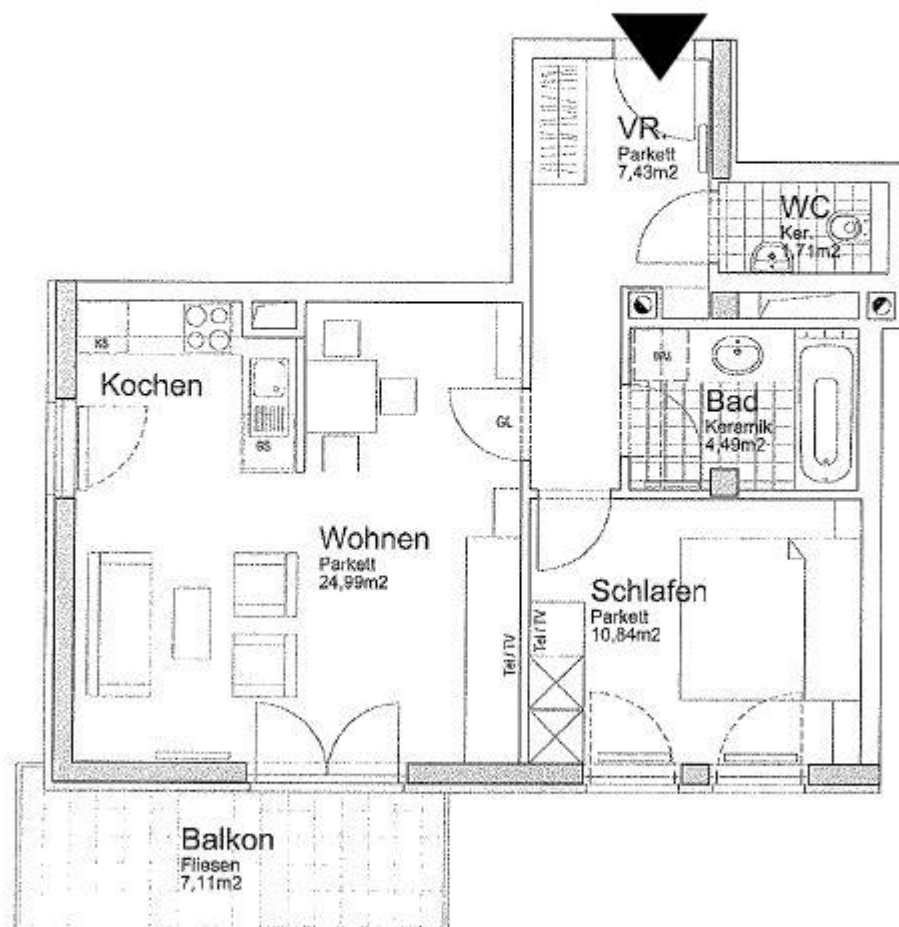 VR.
Parkett
7,43m2
WC
Ker.
1,71m2
KS
Kochen
GS
GL
Bad
Keramik
4,49m2
Wohnen
Parkett
24,99m2
Tel / TV
Tel / TV
Schlafen
Parkett
10,84m2
Balkon
Fliesen
7,11m2